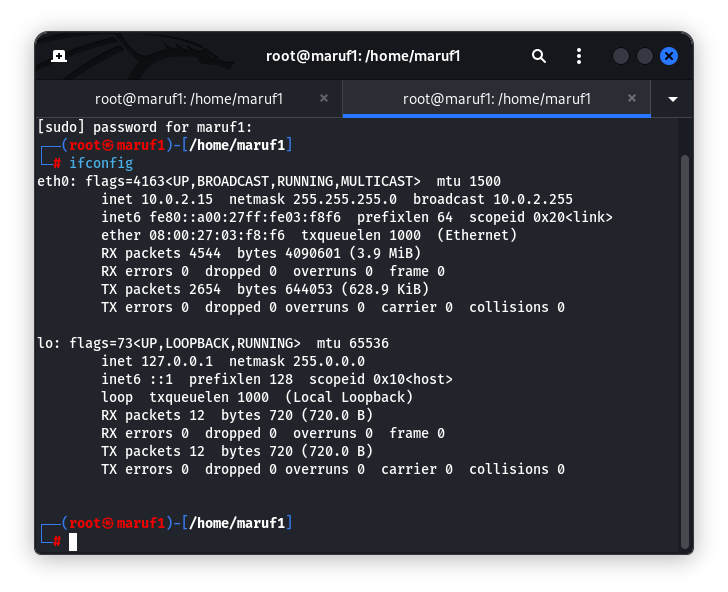 root@maruf1: /home/maruf1
root@maruf1: /home/maruf1 × root@maruf1: /home/maruf1 ×
[sudo] password for maruf1:
┌──(root㉿maruf1)-[/home/maruf1]
└─# ifconfig
eth0: flags=4163<UP,BROADCAST,RUNNING,MULTICAST>  mtu 1500
        inet 10.0.2.15  netmask 255.255.255.0  broadcast 10.0.2.255
        inet6 fe80::a00:27ff:fe03:f8f6  prefixlen 64  scopeid 0x20<link>
        ether 08:00:27:03:f8:f6  txqueuelen 1000  (Ethernet)
        RX packets 4544  bytes 4090601 (3.9 MiB)
        RX errors 0  dropped 0  overruns 0  frame 0
        TX packets 2654  bytes 644053 (628.9 KiB)
        TX errors 0  dropped 0 overruns 0  carrier 0  collisions 0

lo: flags=73<UP,LOOPBACK,RUNNING>  mtu 65536
        inet 127.0.0.1  netmask 255.0.0.0
        inet6 ::1  prefixlen 128  scopeid 0x10<host>
        loop  txqueuelen 1000  (Local Loopback)
        RX packets 12  bytes 720 (720.0 B)
        RX errors 0  dropped 0  overruns 0  frame 0
        TX packets 12  bytes 720 (720.0 B)
        TX errors 0  dropped 0 overruns 0  carrier 0  collisions 0

┌──(root㉿maruf1)-[/home/maruf1]
└─#